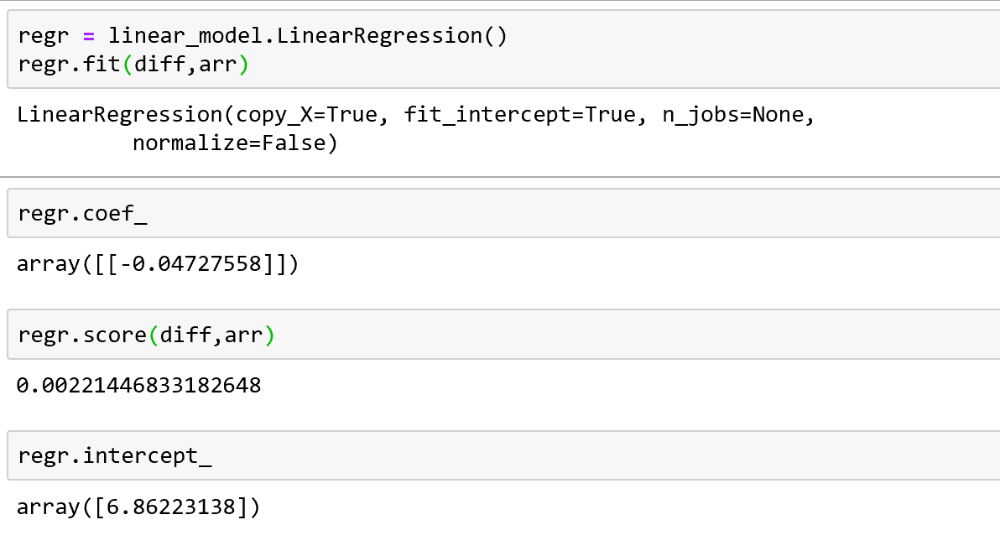 regr = linear_model.LinearRegression()
regr.fit(diff,arr)
LinearRegression(copy_X=True, fit_intercept=True, n_jobs=None,
         normalize=False)
regr.coef_
array([[-0.04727558]])
regr.score(diff,arr)
0.00221446833182648
regr.intercept_
array([6.86223138])